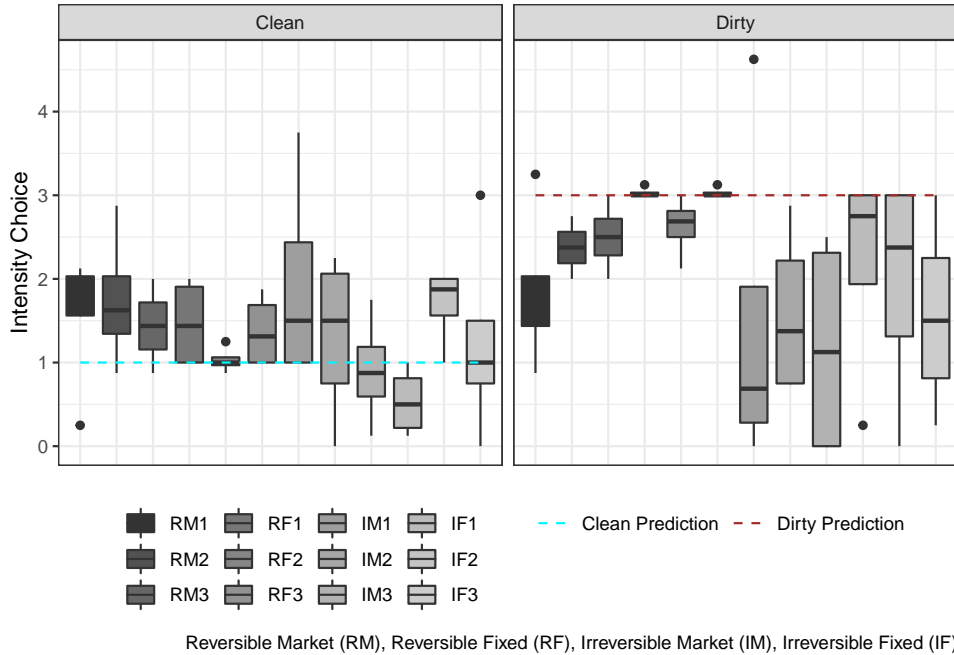 Clean Dirty
Intensity Choice
4
3
2
1
0
RM1 RF1 IM1 IF1 Clean Prediction Dirty Prediction
RM2 RF2 IM2 IF2
RM3 RF3 IM3 IF3
Reversible Market (RM), Reversible Fixed (RF), Irreversible Market (IM), Irreversible Fixed (IF)